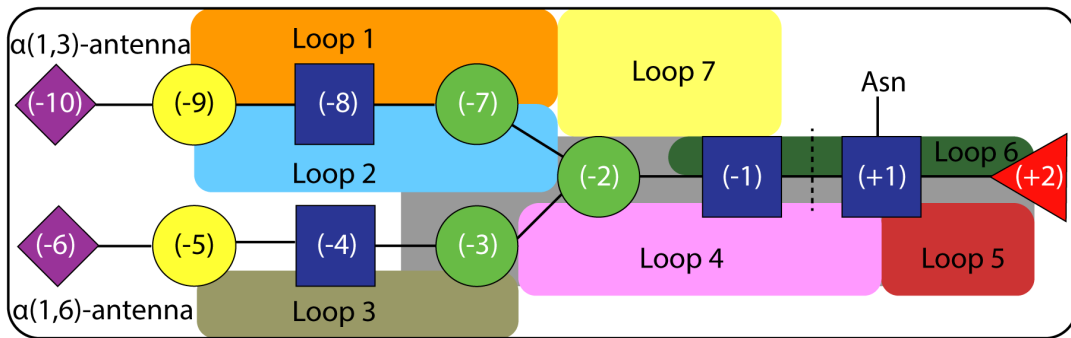 α(1,3)-antenna
Loop 1
Loop 7
Asn
(-10)
(-9)
(-8)
(-7)
Loop 2
(-2)
(-1)
(+1)
Loop 6
(+2)
(-6)
(-5)
(-4)
(-3)
Loop 4
Loop 5
α(1,6)-antenna
Loop 3